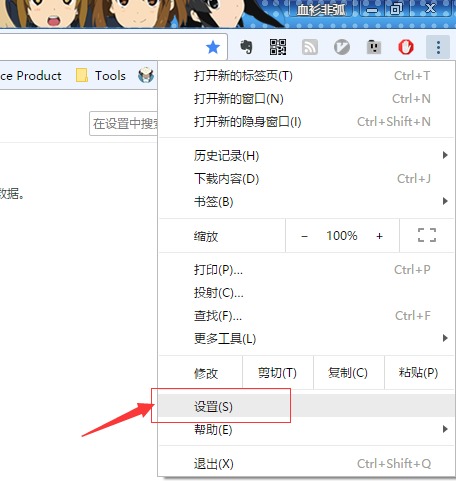 血衫非弧
ce Product Tools
打开新的标签页(T) Ctrl+T
打开新的窗口(N) Ctrl+N
在设置中搜索
打开新的隐身窗口(I) Ctrl+Shift+N
历史记录(H)
下载内容(D) Ctrl+J
数据。
书签(B)
缩放 − 100% +
打印(P)... Ctrl+P
投射(C)...
查找(F)... Ctrl+F
更多工具(L)
修改 剪切(T) 复制(C) 粘贴(P)
设置(S)
帮助(E)
退出(X) Ctrl+Shift+Q